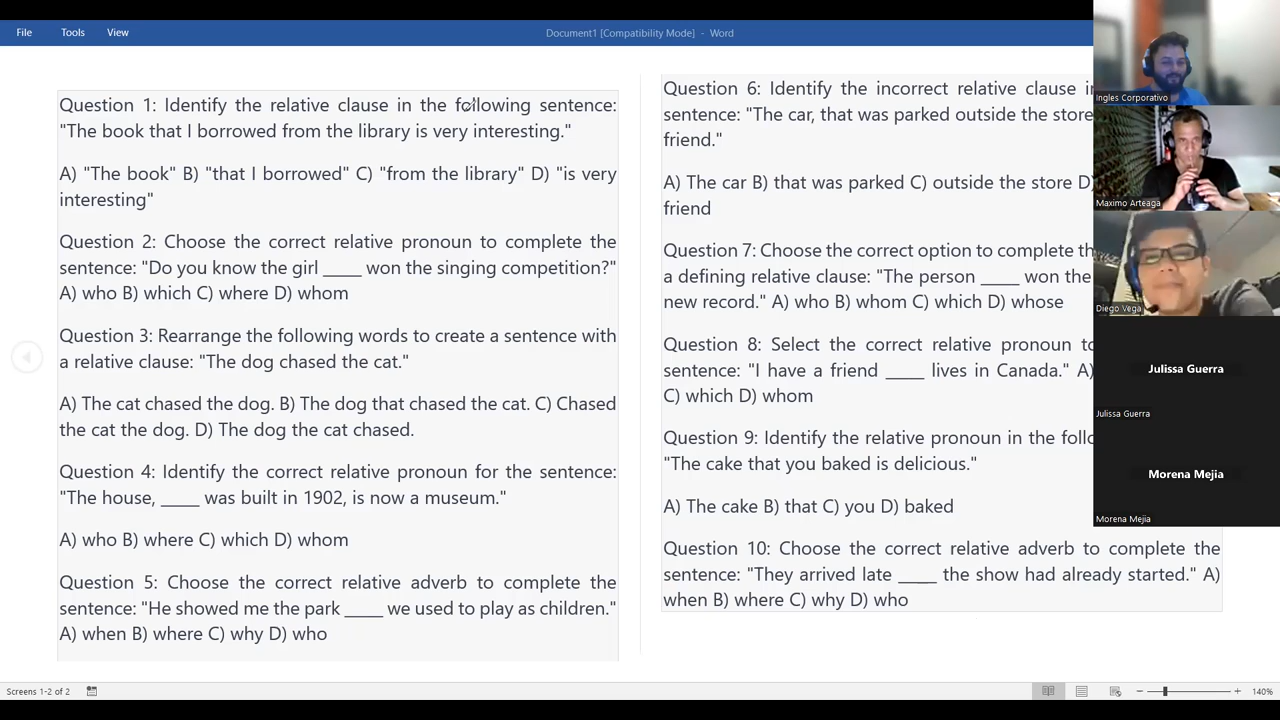 File Tools View
Document1 [Compatibility Mode] - Word
Question 1: Identify the relative clause in the following sentence:
"The book that I borrowed from the library is very interesting."
A) "The book" B) "that I borrowed" C) "from the library" D) "is very
interesting"
Question 2: Choose the correct relative pronoun to complete the
sentence: "Do you know the girl ____ won the singing competition?"
A) who B) which C) where D) whom
Question 3: Rearrange the following words to create a sentence with
a relative clause: "The dog chased the cat."
A) The cat chased the dog. B) The dog that chased the cat. C) Chased
the cat the dog. D) The dog the cat chased.
Question 4: Identify the correct relative pronoun for the sentence:
"The house, ____ was built in 1902, is now a museum."
A) who B) where C) which D) whom
Question 5: Choose the correct relative adverb to complete the
sentence: "He showed me the park ____ we used to play as children."
A) when B) where C) why D) who
Question 6: Identify the incorrect relative clause in
sentence: "The car, that was parked outside the store
friend."
A) The car B) that was parked C) outside the store D)
friend
Question 7: Choose the correct option to complete th
a defining relative clause: "The person ____ won the
new record." A) who B) whom C) which D) whose
Question 8: Select the correct relative pronoun to
sentence: "I have a friend ____ lives in Canada." A)
C) which D) whom
Question 9: Identify the relative pronoun in the follo
"The cake that you baked is delicious."
A) The cake B) that C) you D) baked
Question 10: Choose the correct relative adverb to complete the
sentence: "They arrived late ____ the show had already started." A)
when B) where C) why D) who
Ingles Corporativo
Maximo Arteaga
Diego Vega
Julissa Guerra
Julissa Guerra
Morena Mejia
Morena Mejia
Screens 1-2 of 2
140%